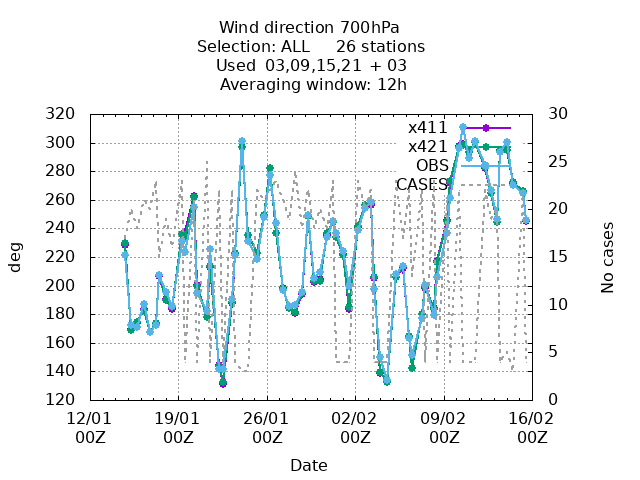 Wind direction 700hPa
Selection: ALL 26 stations
Used 03,09,15,21 + 03
Averaging window: 12h
320
300
280
260
240
220
200
180
160
140
120
deg
30
25
20
15
10
5
0
No cases
x411
x421
OBS
CASES
12/01 19/01 26/01 02/02 09/02 16/02
00Z 00Z 00Z 00Z 00Z 00Z
Date